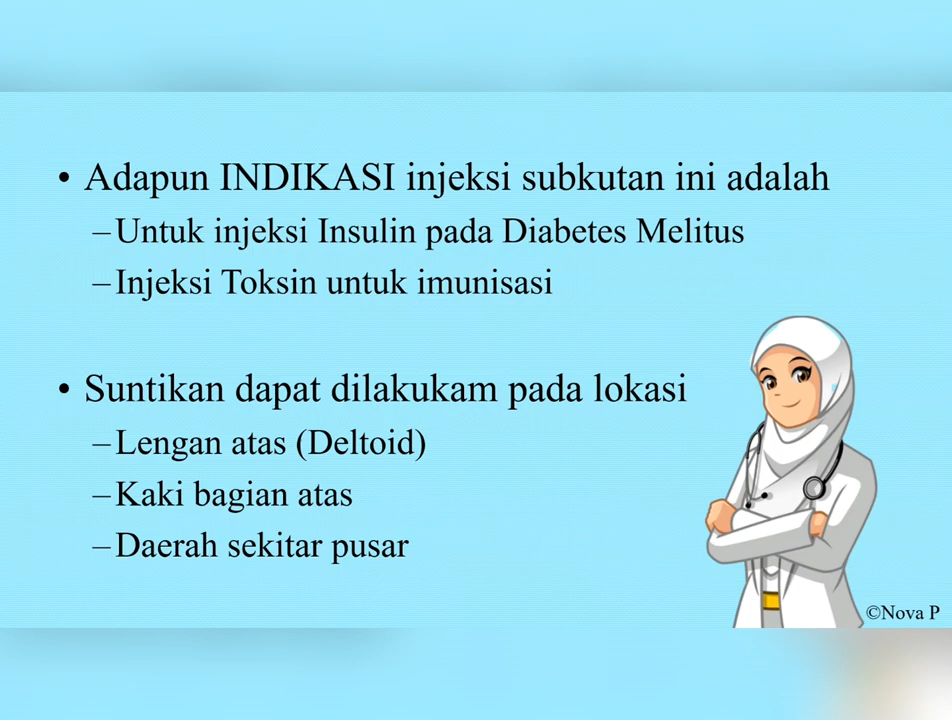 • Adapun INDIKASI injeksi subkutan ini adalah
–Untuk injeksi Insulin pada Diabetes Melitus
–Injeksi Toksin untuk imunisasi
• Suntikan dapat dilakukam pada lokasi
–Lengan atas (Deltoid)
–Kaki bagian atas
–Daerah sekitar pusar
©Nova P